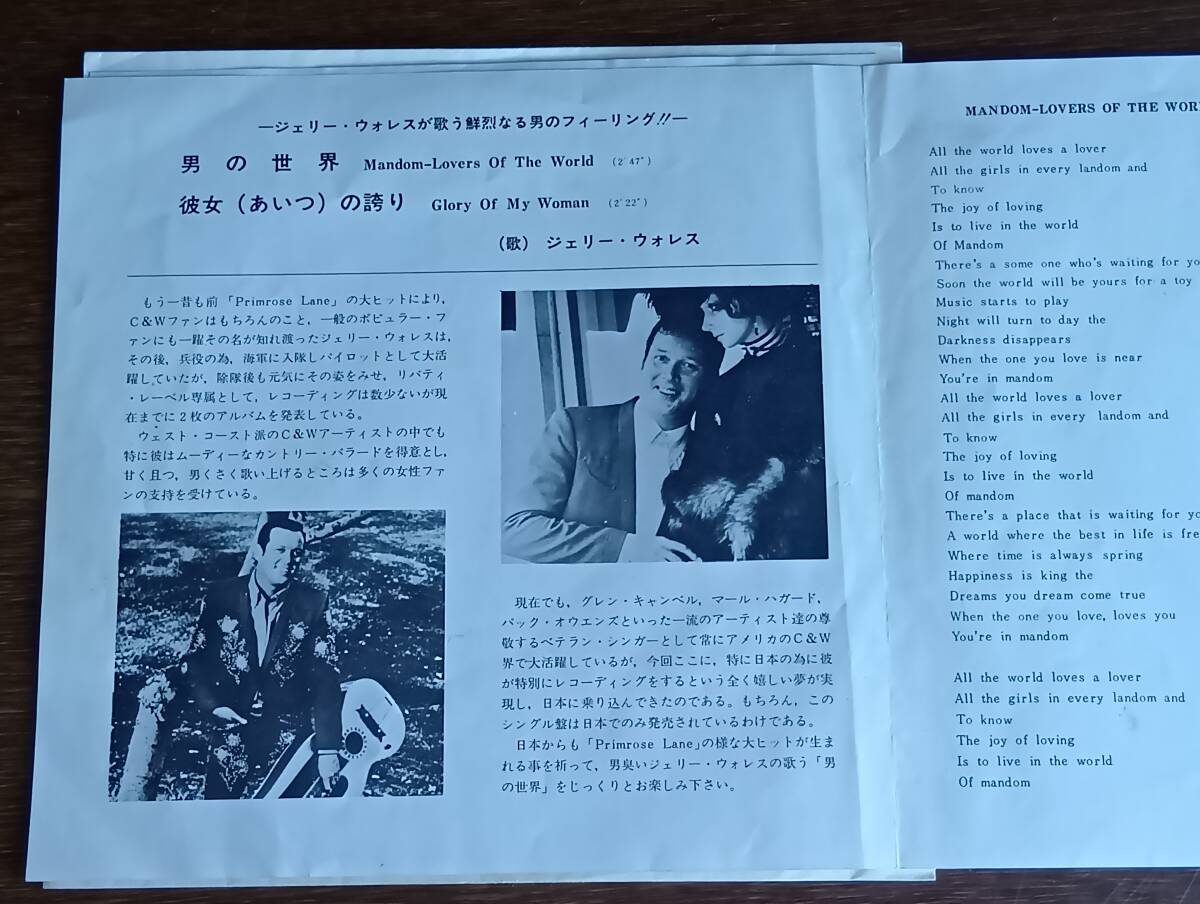 ―ジェリー・ウォレスが歌う鮮烈なる男のフィーリング!!―
男の世界 Mandom-Lovers Of The World (2'47")
彼女(あいつ)の誇り Glory Of My Woman (2'22")
(歌) ジェリー・ウォレス
もう一昔も前「Primrose Lane」の大ヒットにより,
C&Wファンはもちろんのこと, 一般のポピュラー・フ
ァンにも一躍その名が知れ渡ったジェリー・ウォレスは,
その後, 兵役の為, 海軍に入隊しパイロットとして大活
躍していたが, 除隊後も元気にその姿をみせ, リバティ
・レーベル専属として, レコーディングは数少ないが現
在までに2枚のアルバムを発表している。
ウェスト・コースト派のC&Wアーティストの中でも
特に彼はムーディーなカントリー・バラードを得意とし,
甘く且つ, 男くさく歌い上げるところは多くの女性ファ
ンの支持を受けている。
現在でも, グレン・キャンベル, マール・ハガード,
バック・オウエンズといった一流のアーティスト達の尊
敬するベテラン・シンガーとして常にアメリカのC&W
界で大活躍しているが, 今回ここに, 特に日本の為に彼
が特別にレコーディングをするという全く嬉しい夢が実
現し, 日本に乗り込んできたのである。もちろん, この
シングル盤は日本でのみ発売されているわけである。
日本からも「Primrose Lane」の様な大ヒットが生ま
れる事を祈って, 男臭いジェリー・ウォレスの歌う「男
の世界」をじっくりとお楽しみ下さい。
MANDOM-LOVERS OF THE WOR
All the world loves a lover
All the girls in every landom and
To know
The joy of loving
Is to live in the world
Of Mandom
There's a some one who's waiting for yo
Soon the world will be yours for a toy
Music starts to play
Night will turn to day the
Darkness disappears
When the one you love is near
You're in mandom
All the world loves a lover
All the girls in every landom and
To know
The joy of loving
Is to live in the world
Of mandom
There's a place that is waiting for yo
A world where the best in life is fre
Where time is always spring
Happiness is king the
Dreams you dream come true
When the one you love, loves you
You're in mandom
All the world loves a lover
All the girls in every landom and
To know
The joy of loving
Is to live in the world
Of mandom